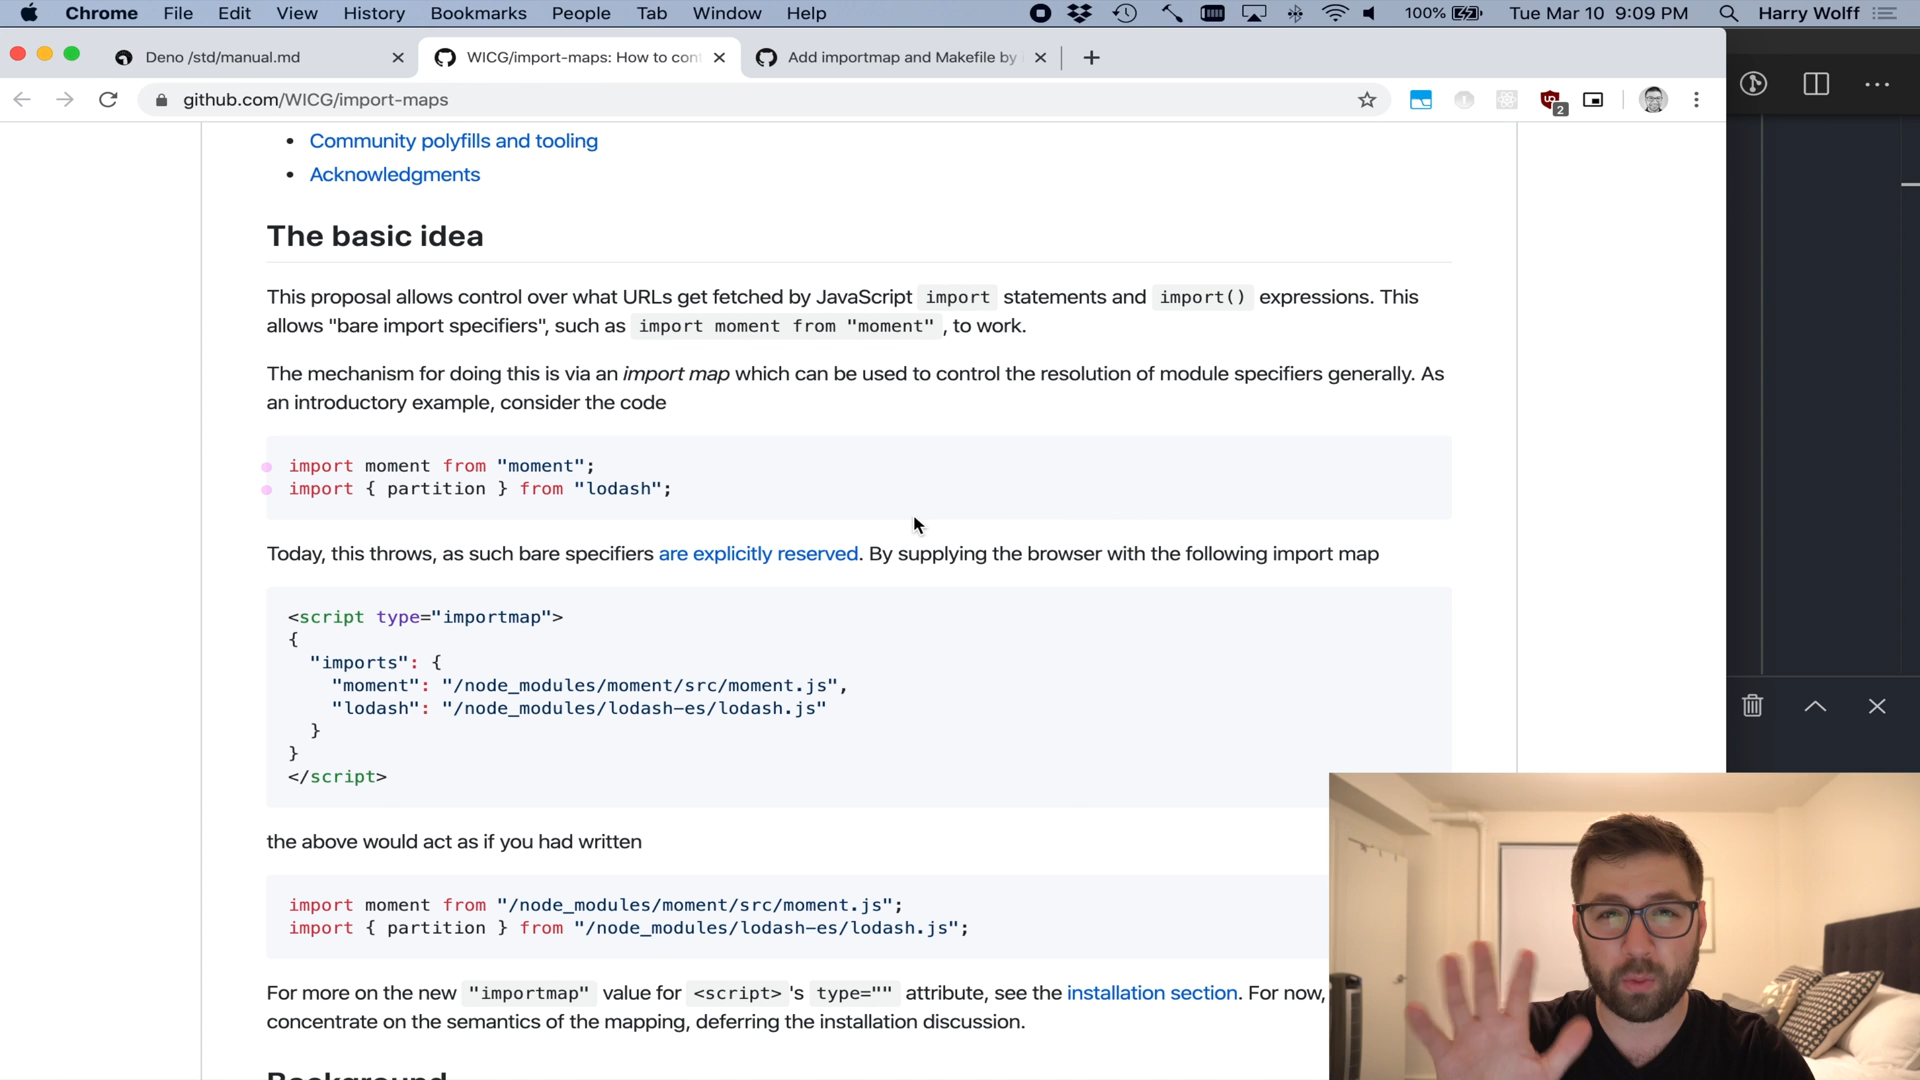 Chrome File Edit View History Bookmarks People Tab Window Help 100% Tue Mar 10 9:09 PM Harry Wolff
Deno /std/manual.md WICG/import-maps: How to con Add importmap and Makefile by
github.com/WICG/import-maps 2
• Community polyfills and tooling
• Acknowledgments
The basic idea
This proposal allows control over what URLs get fetched by JavaScript import statements and import() expressions. This
allows "bare import specifiers", such as import moment from "moment" , to work.
The mechanism for doing this is via an import map which can be used to control the resolution of module specifiers generally. As
an introductory example, consider the code
import moment from "moment";
import { partition } from "lodash";
Today, this throws, as such bare specifiers are explicitly reserved. By supplying the browser with the following import map
<script type="importmap">
{
"imports": {
"moment": "/node_modules/moment/src/moment.js",
"lodash": "/node_modules/lodash-es/lodash.js"
}
}
</script>
the above would act as if you had written
import moment from "/node_modules/moment/src/moment.js";
import { partition } from "/node_modules/lodash-es/lodash.js";
For more on the new "importmap" value for <script> 's type="" attribute, see the installation section. For now,
concentrate on the semantics of the mapping, deferring the installation discussion.
Background